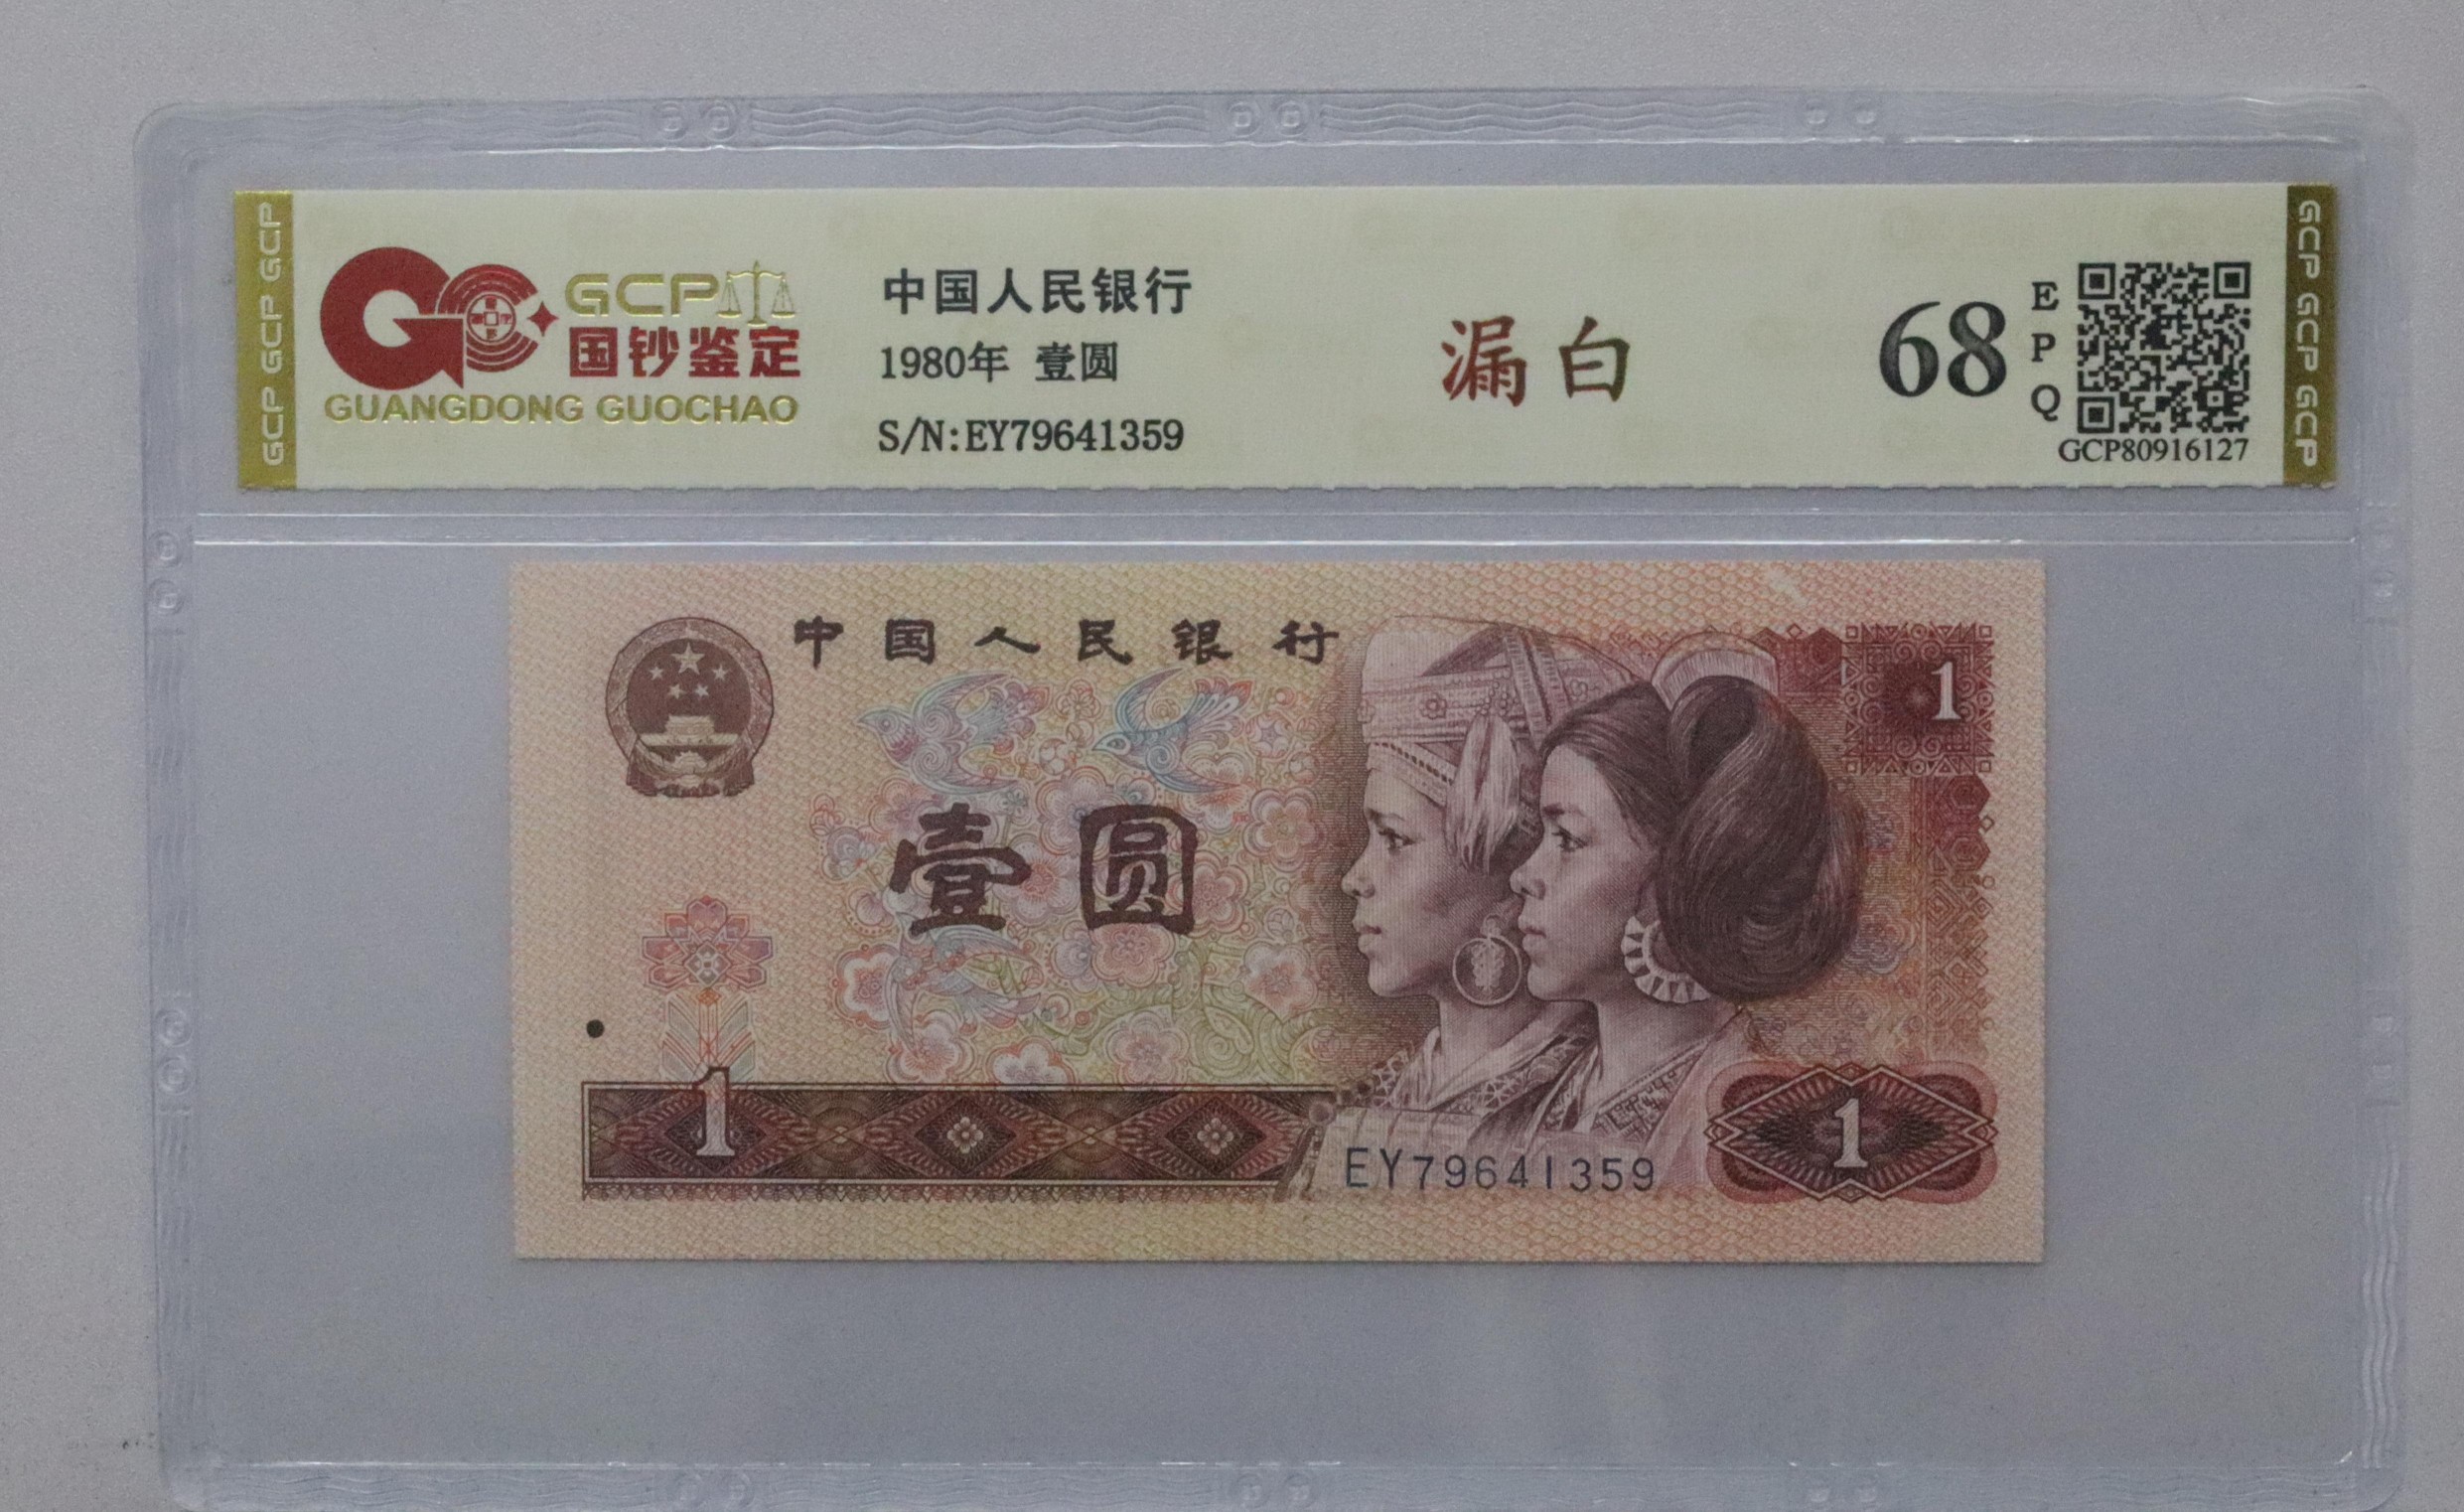 GCP GCP GCP
GCP
国钞鉴定
GUANGDONG GUOCHAO
中国人民银行
1980年 壹圆
S/N:EY79641359
漏白
68
EPQ
GCP80916127
GCP GCP GCP
中国人民银行
1
壹圆
1
EY79641359
1